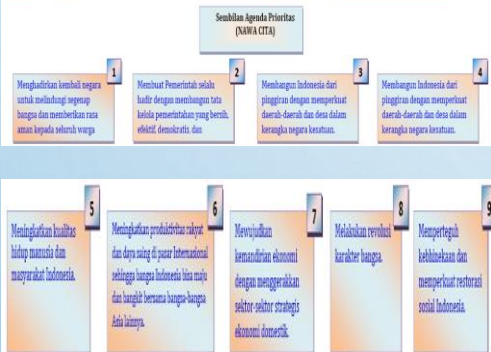 Sembilan Agenda Prioritas
(NAWA CITA)
1
Menghadirkan kembali negara
untuk melindungi segenap
bangsa dan memberikan rasa
aman kepada seluruh warga
2
Membuat Pemerintah selalu
hadir dengan membangun tata
kelola pemerintahan yang bersih,
efektif, demokratis, dan
3
Membangun Indonesia dari
pinggiran dengan memperkuat
daerah-daerah dan desa dalam
kerangka negara kesatuan.
4
Membangun Indonesia dari
pinggiran dengan memperkuat
daerah-daerah dan desa dalam
kerangka negara kesatuan.
5
Meningkatkan kualitas
hidup manusia dan
masyarakat Indonesia.
6
Meningkatkan produktivitas rakyat
dan daya saing di pasar Internasional
sehingga bangsa Indonesia bisa maju
dan bangkit bersama bangsa-bangsa
Asia lainnya.
7
Mewujudkan
kemandirian ekonomi
dengan menggerakkan
sektor-sektor strategis
ekonomi domestik.
8
Melakukan revolusi
karakter bangsa.
9
Memperteguh
kebhinekaan dan
memperkuat restorasi
sosial Indonesia.